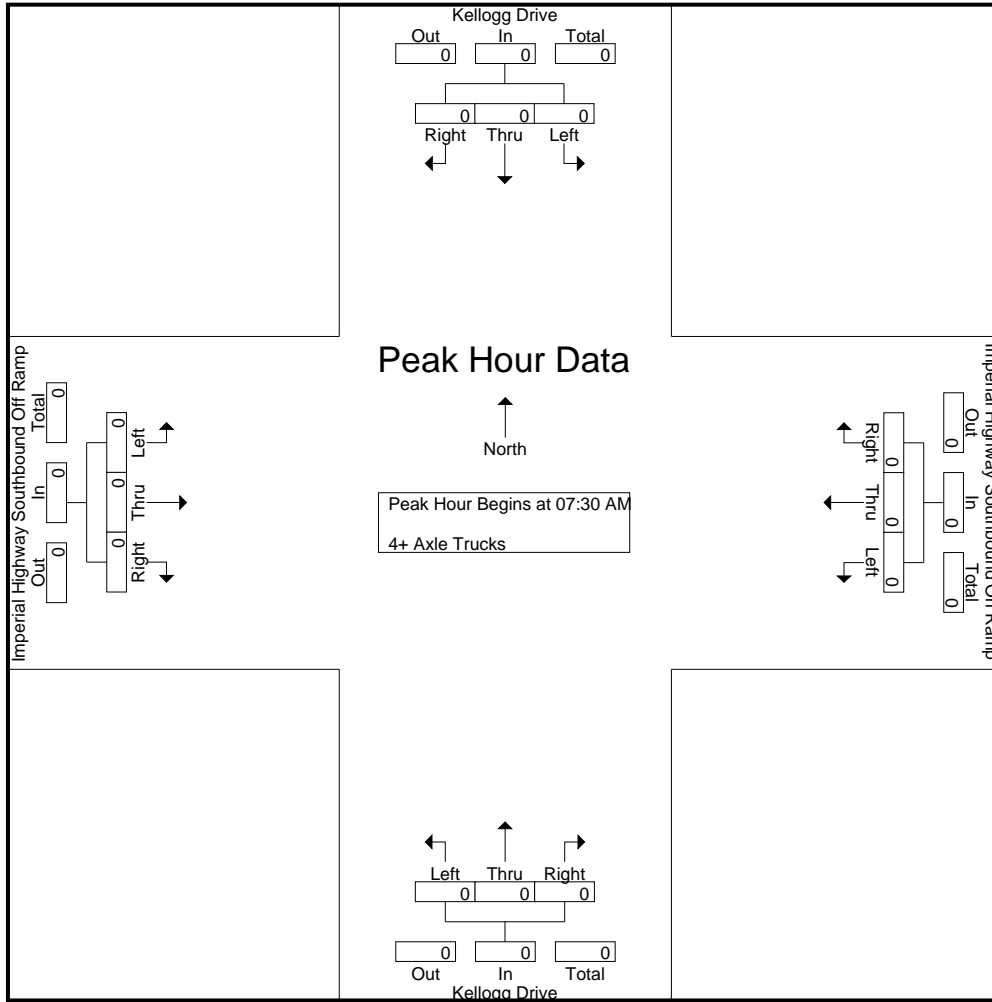 Kellogg Drive
Out In Total
0 0 0
0 0 0
Right Thru Left
Peak Hour Data
North
Peak Hour Begins at 07:30 AM
4+ Axle Trucks
Imperial Highway Southbound Off Ramp
Total In Out
0 0 0
0 0 0
Left Thru Right
Imperial Highway Southbound Off Ramp
Out In Total
0 0 0
0 0 0
Right Thru Left
Left Thru Right
0 0 0
0 0 0
Out In Total
Kellogg Drive